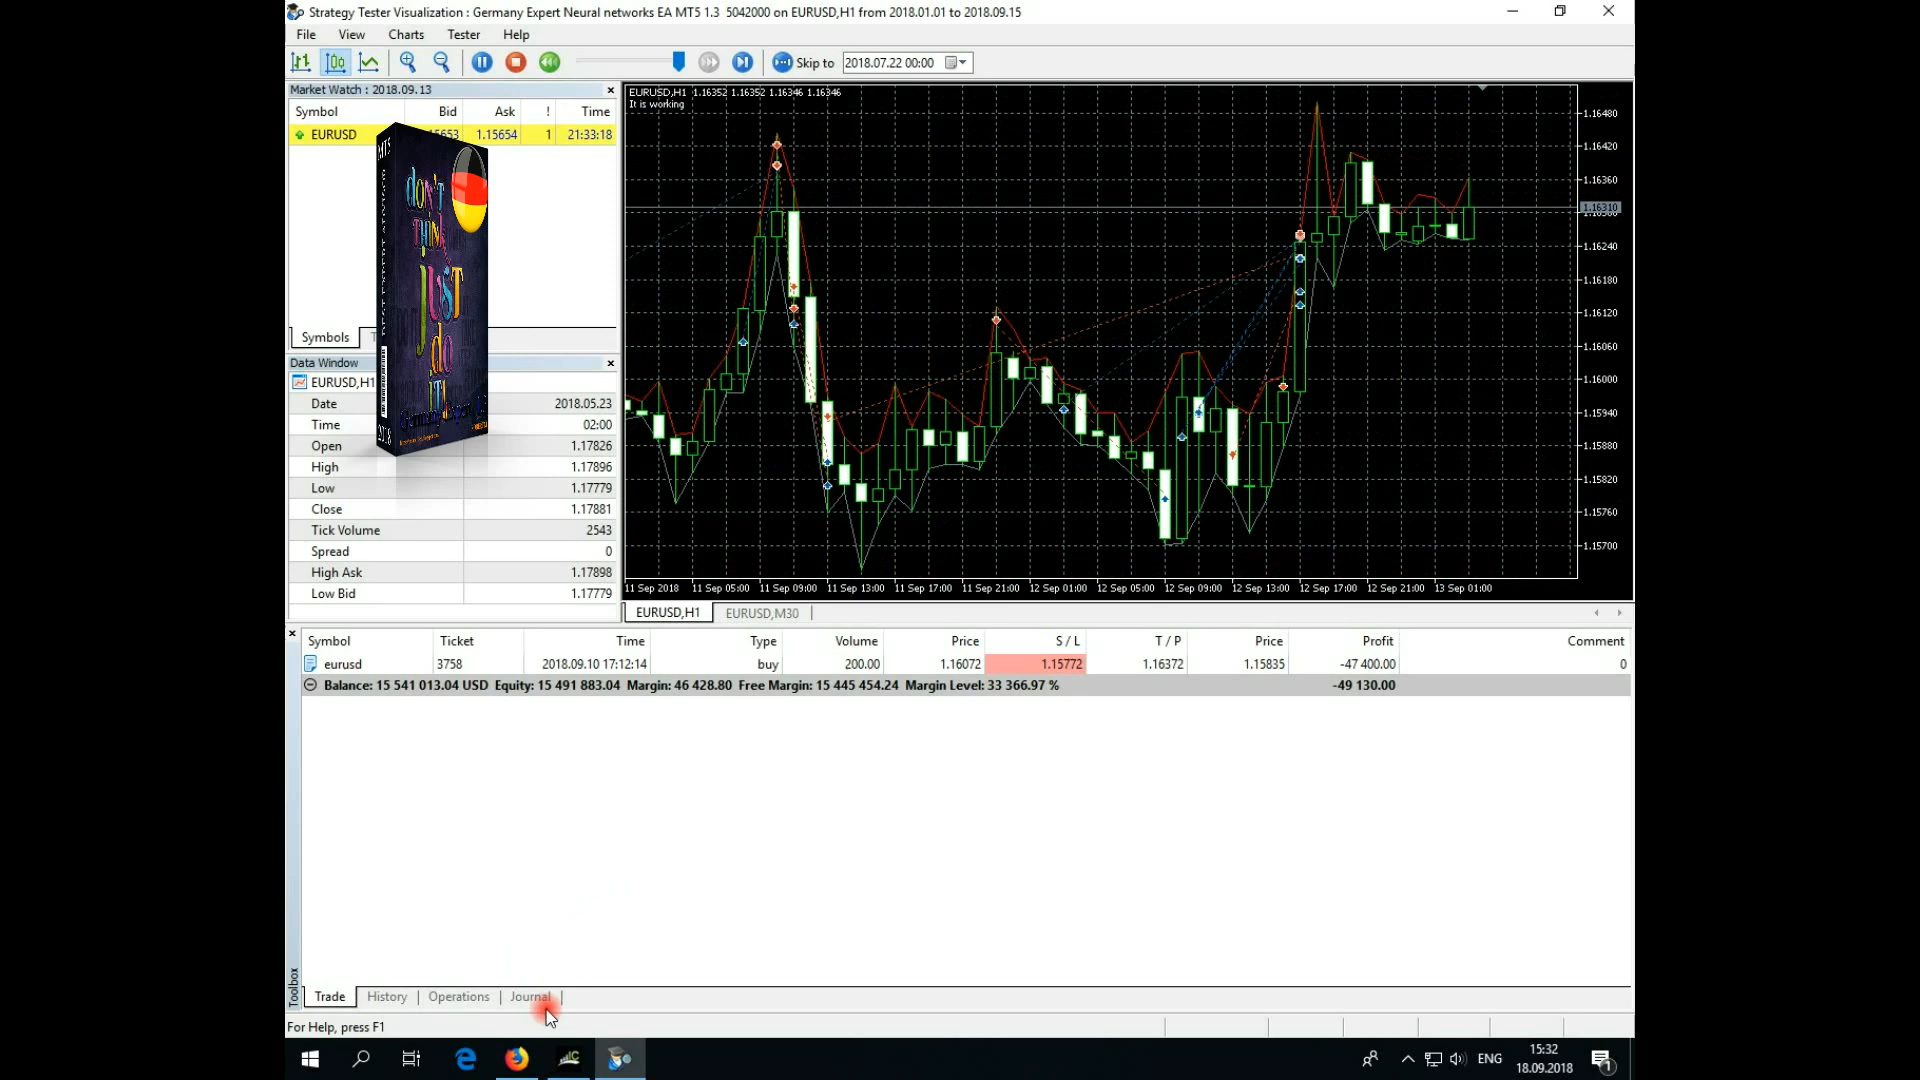 Strategy Tester Visualization : Germany Expert Neural networks EA MT5 1.3  5042000 on EURUSD,H1 from 2018.01.01 to 2018.09.15
File View Charts Tester Help
Skip to 2018.07.22 00:00
Market Watch : 2018.09.13
Symbol Bid Ask ! Time
EURUSD 1.15654 1 21:33:18
MT5
don't
THINK
JUST
do
IT!
2018
Symbols
Data Window
EURUSD,H1
Date 2018.05.23
Time 02:00
Open 1.17826
High 1.17896
Low 1.17779
Close 1.17881
Tick Volume 2543
Spread 0
High Ask 1.17898
Low Bid 1.17779
EURUSD,H1 1.16352 1.16352 1.16346 1.16346
It is working
1.16480
1.16420
1.16360
1.16310
1.16240
1.16180
1.16120
1.16060
1.16000
1.15940
1.15880
1.15820
1.15760
1.15700
11 Sep 2018 11 Sep 05:00 11 Sep 09:00 11 Sep 13:00 11 Sep 17:00 11 Sep 21:00 12 Sep 01:00 12 Sep 05:00 12 Sep 09:00 12 Sep 13:00 12 Sep 17:00 12 Sep 21:00 13 Sep 01:00
EURUSD,H1 EURUSD,M30
Symbol Ticket Time Type Volume Price S / L T / P Price Profit Comment
eurusd 3758 2018.09.10 17:12:14 buy 200.00 1.16072 1.15772 1.16372 1.15835 -47 400.00 0
Balance: 15 541 013.04 USD Equity: 15 491 883.04 Margin: 46 428.80 Free Margin: 15 445 454.24 Margin Level: 33 366.97 % -49 130.00
Toolbox
Trade History Operations Journal
For Help, press F1
ENG
15:32
18.09.2018
1